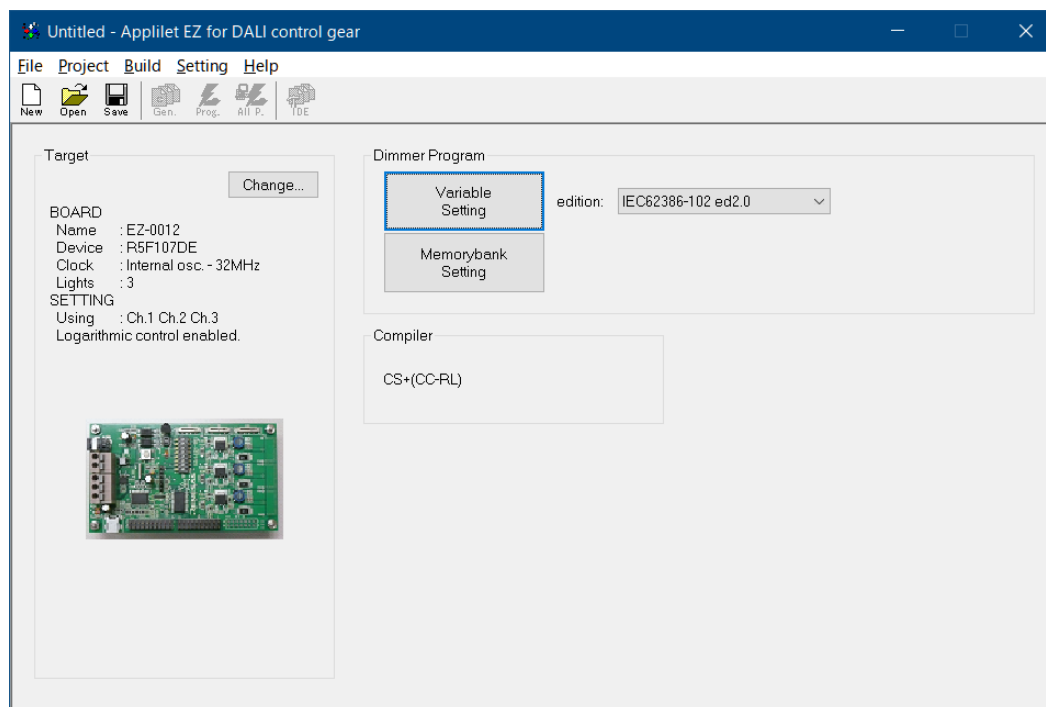 Untitled - Applilet EZ for DALI control gear
File Project Build Setting Help
New Open Save Gen. Prog. All P. IDE
Target
Change...
BOARD
Name : EZ-0012
Device : R5F107DE
Clock : Internal osc. - 32MHz
Lights : 3
SETTING
Using : Ch.1 Ch.2 Ch.3
Logarithmic control enabled.
Dimmer Program
Variable
Setting
edition: IEC62386-102 ed2.0
Memorybank
Setting
Compiler
CS+(CC-RL)